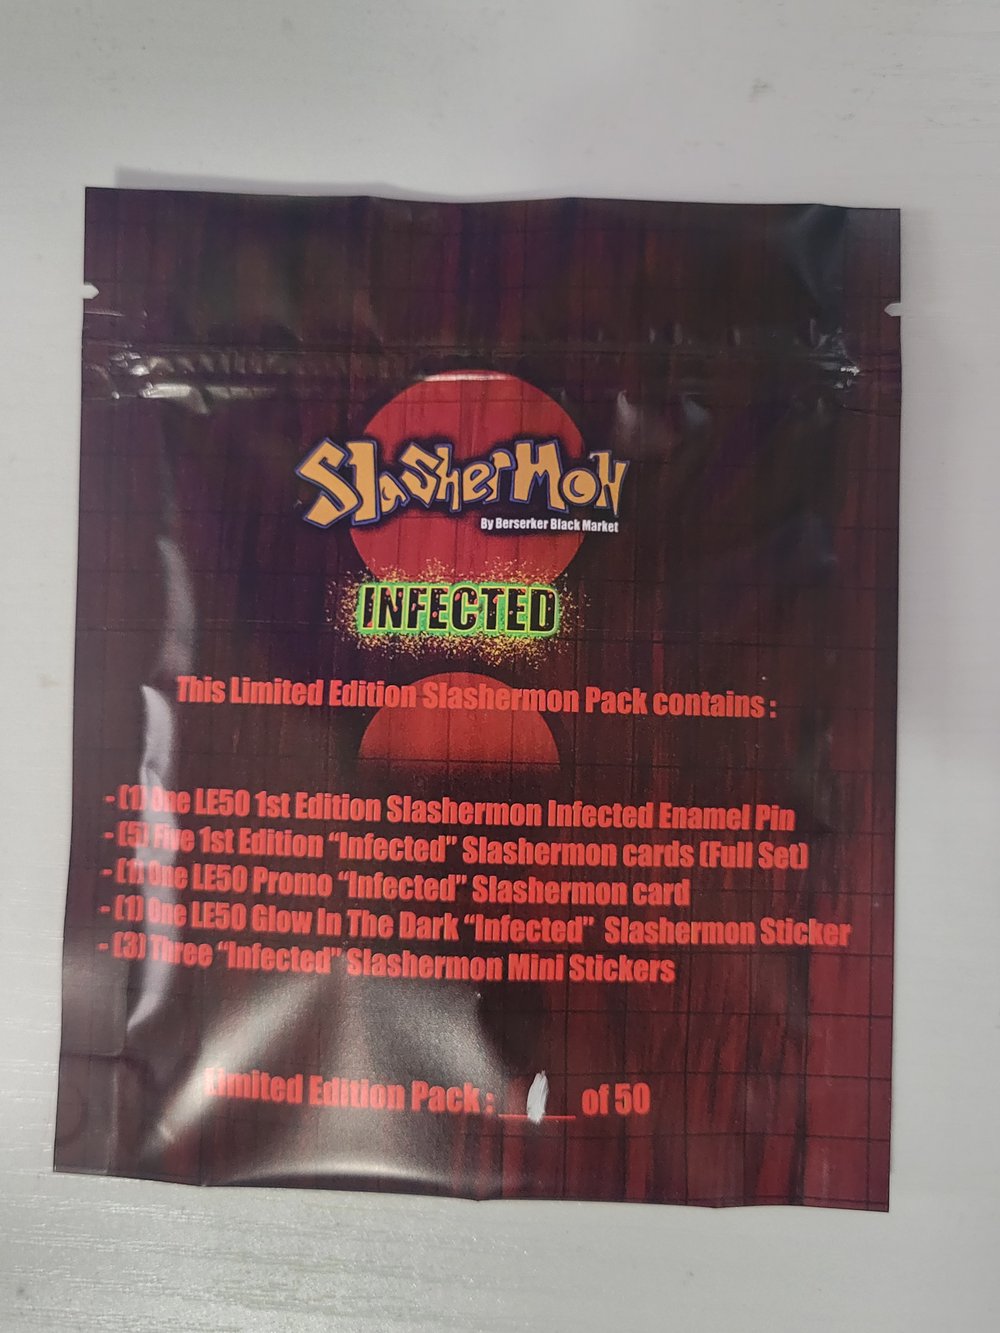 SlasherMon
By Berserker Black Market
INFECTED
This Limited Edition Slashermon Pack contains :
- (1) One LE50 1st Edition Slashermon Infected Enamel Pin
- (5) Five 1st Edition “Infected” Slashermon cards (Full Set)
- (1) One LE50 Promo “Infected” Slashermon card
- (1) One LE50 Glow In The Dark “Infected” Slashermon Sticker
- (3) Three “Infected” Slashermon Mini Stickers
Limited Edition Pack : of 50